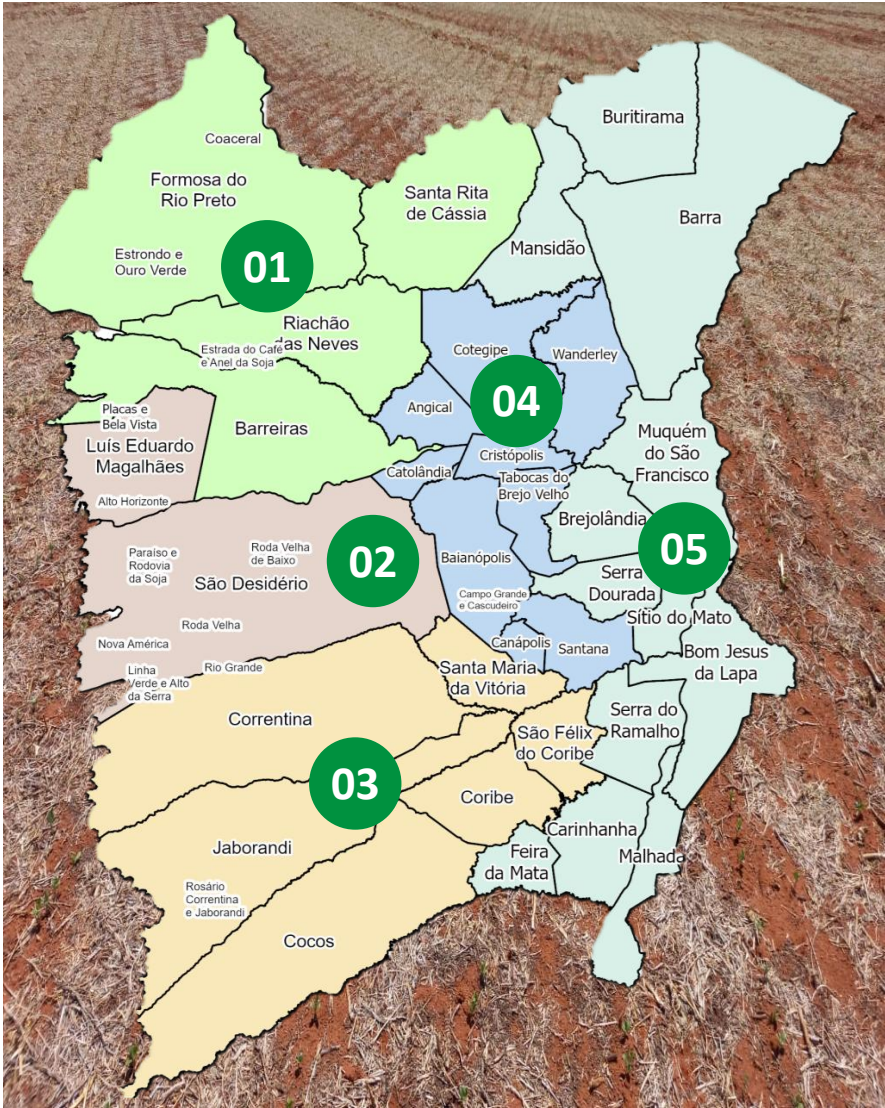 Coaceral
Formosa do
Rio Preto
Estrondo e
Ouro Verde
01
Santa Rita
de Cássia
Mansidão
Buritirama
Barra
Riachão
das Neves
Estrada do Café
e Anel da Soja
Placas e
Bela Vista
Barreiras
Luís Eduardo
Magalhães
Alto Horizonte
Cotegipe
Wanderley
Angical
04
Cristópolis
Catolândia
Tabocas do
Brejo Velho
Muquém
do São
Francisco
Brejolândia
05
Serra
Dourada
Sítio do Mato
Bom Jesus
da Lapa
Paraíso e
Rodovia
da Soja
Roda Velha
de Baixo
São Desidério
02
Roda Velha
Nova América
Rio Grande
Linha
Verde e Alto
da Serra
Baianópolis
Campo Grande
e Cascudeiro
Canápolis
Santana
Santa Maria
da Vitória
Correntina
São Félix
do Coribe
Serra do
Ramalho
03
Coribe
Jaborandi
Rosário
Correntina
e Jaborandi
Cocos
Feira
da Mata
Carinhanha
Malhada